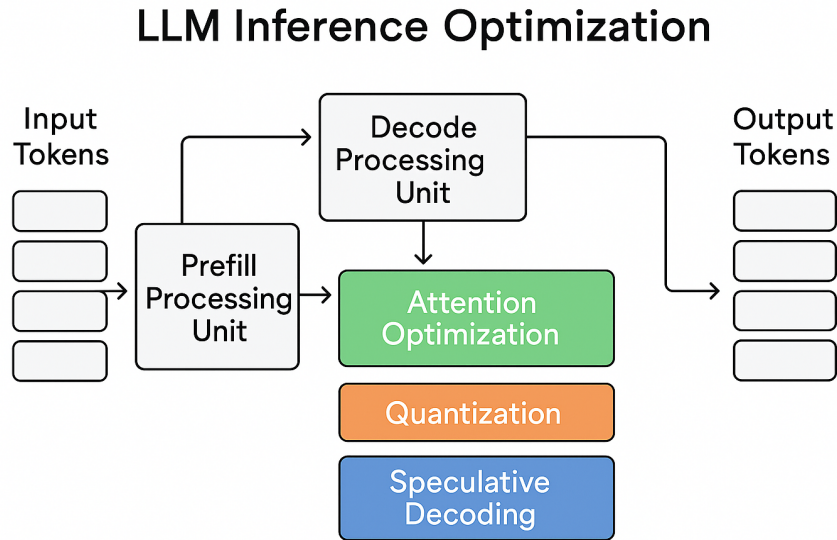 LLM Inference Optimization
Input
Tokens
Prefill
Processing
Unit
Decode
Processing
Unit
Attention
Optimization
Quantization
Speculative
Decoding
Output
Tokens